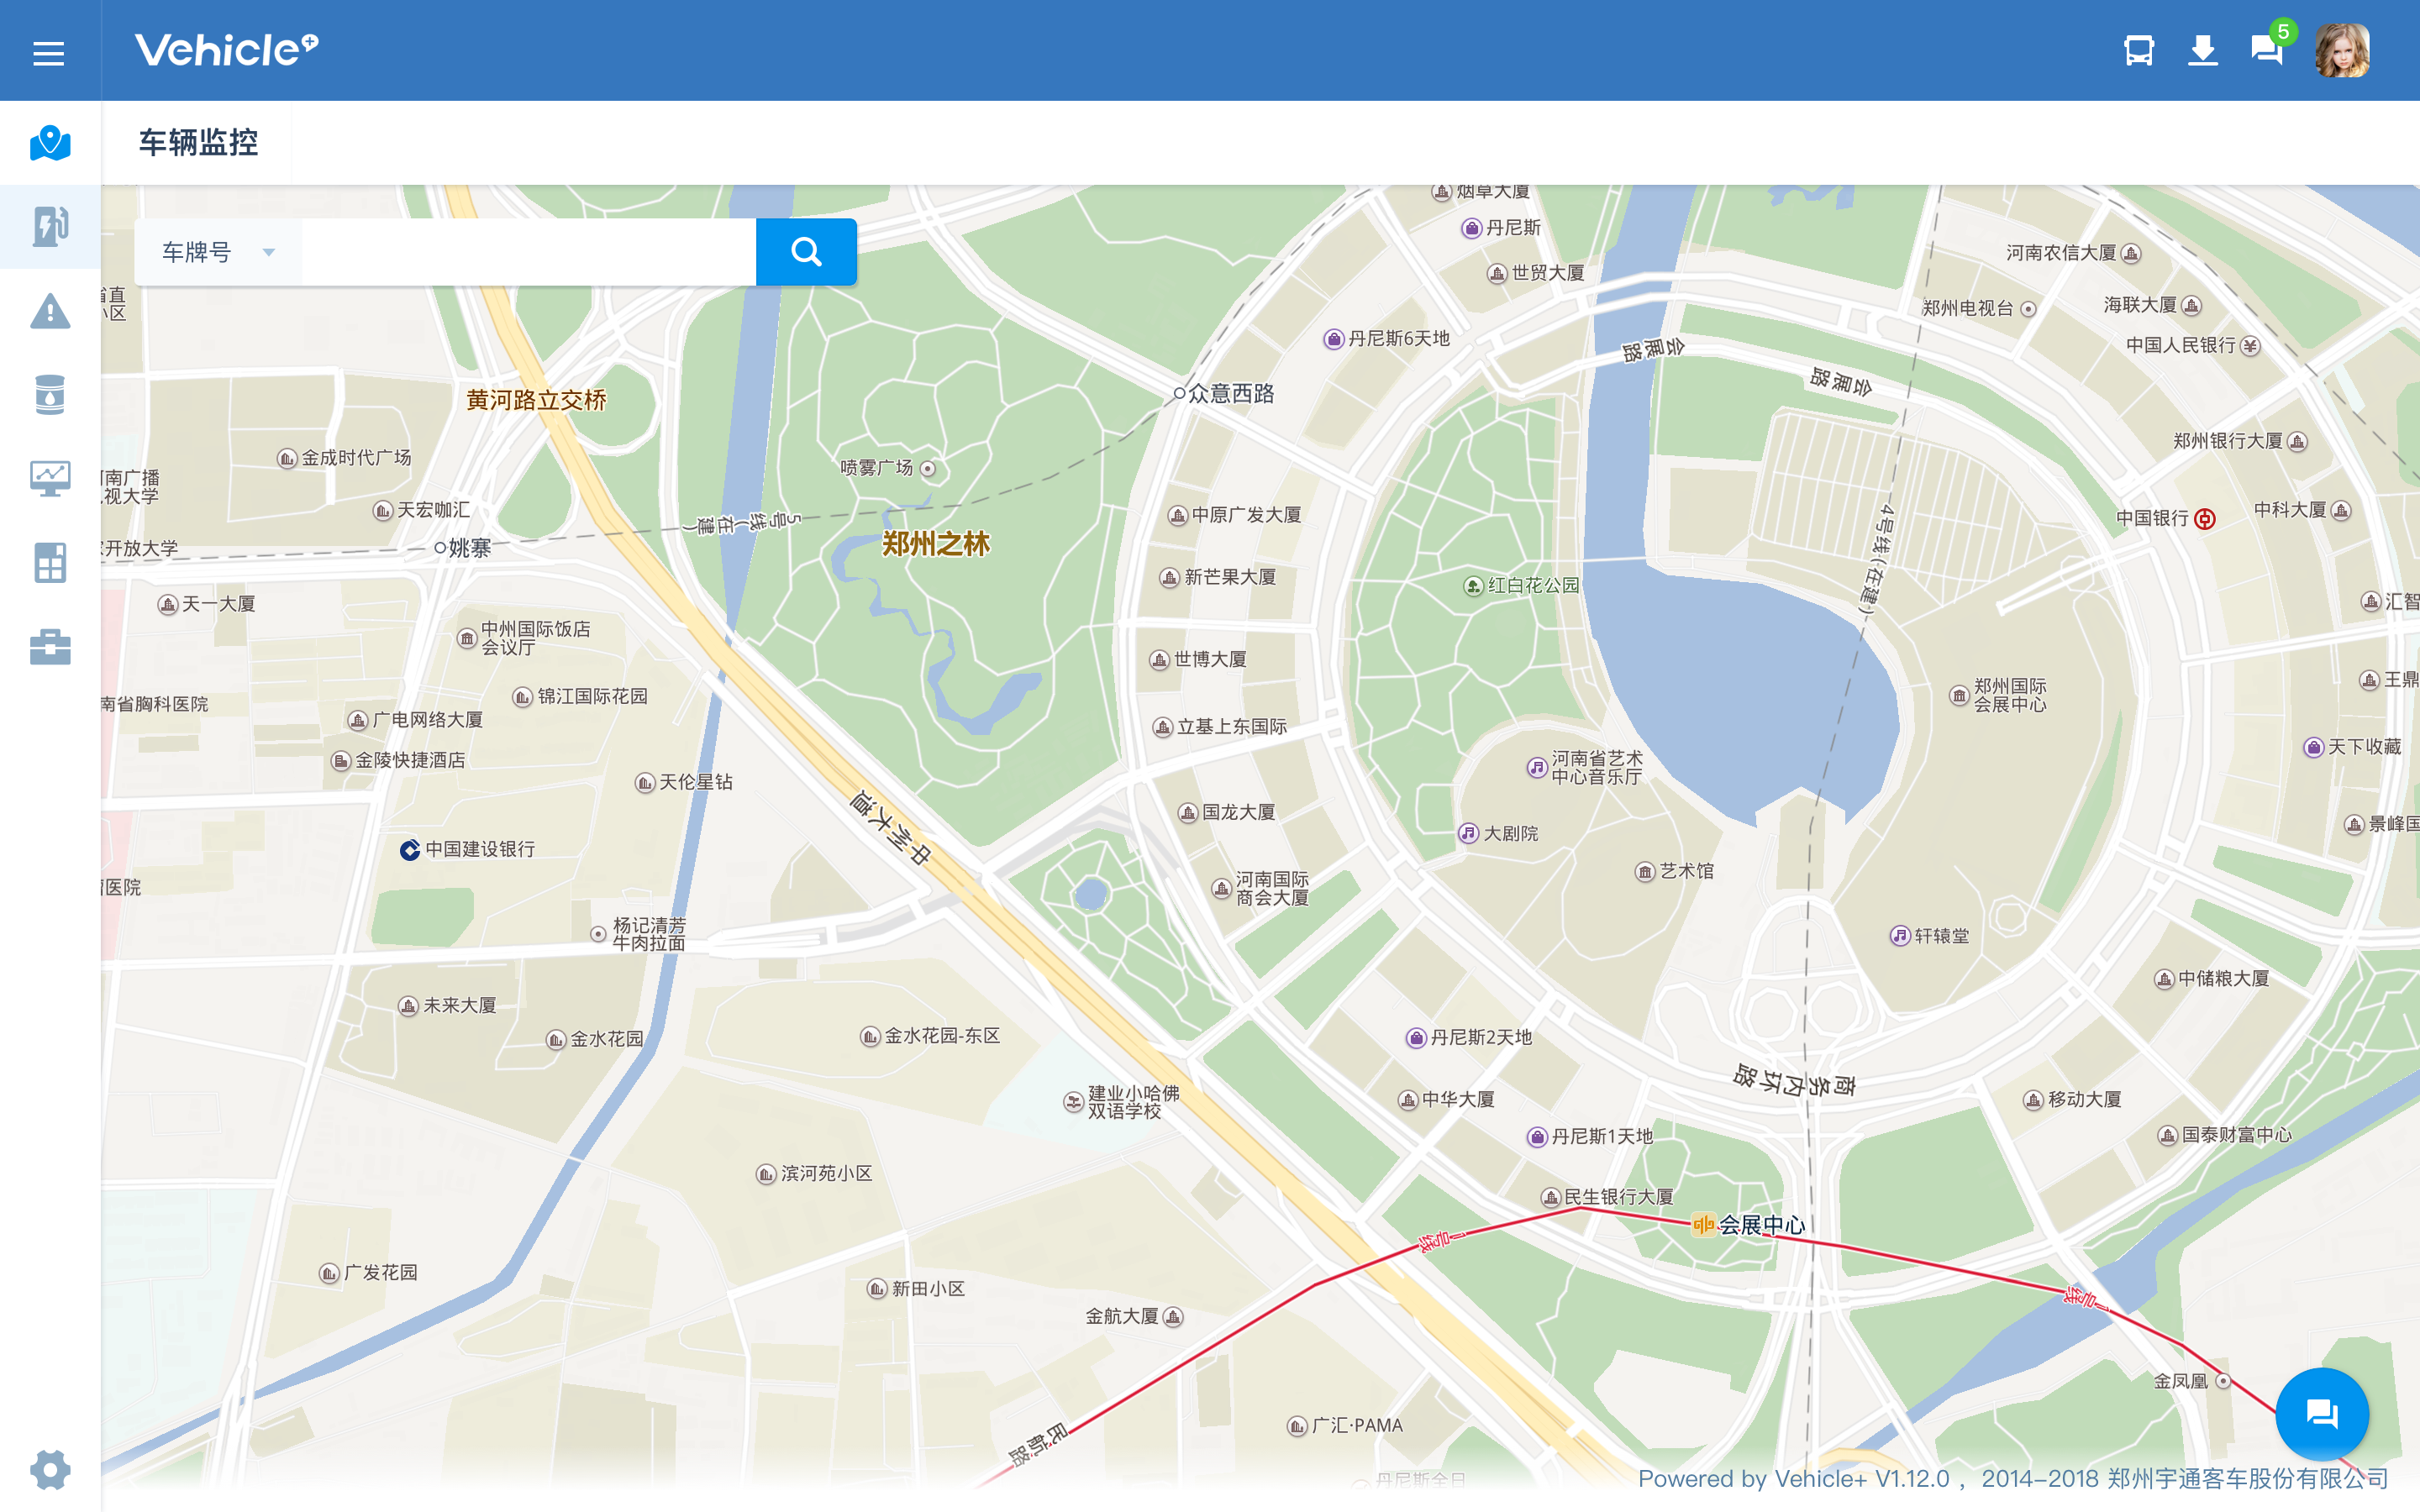 Vehicle+
5
车辆监控
车牌号
烟草大厦
丹尼斯
世贸大厦
河南农信大厦
郑州电视台
海联大厦
中国人民银行
省直
小区
丹尼斯6天地
会展路
会展路
黄河路立交桥
众意西路
金成时代广场
喷雾广场
郑州银行大厦
河南广播
电视大学
天宏咖汇
5号线(在建)
中原广发大厦
4号线(在建)
中国银行
中科大厦
开放大学
姚寨
郑州之林
新芒果大厦
红白花公园
天一大厦
汇智
中州国际饭店
会议厅
世博大厦
锦江国际花园
郑州国际
会展中心
王鼎
南省胸科医院
广电网络大厦
立基上东国际
天下收藏
金陵快捷酒店
天伦星钻
河南省艺术
中心音乐厅
中州大道
国龙大厦
大剧院
景峰国
中国建设银行
艺术馆
医院
河南国际
商会大厦
杨记清芳
牛肉拉面
轩辕堂
中储粮大厦
未来大厦
金水花园
金水花园-东区
丹尼斯2天地
商务内环路
建业小哈佛
双语学校
中华大厦
移动大厦
丹尼斯1天地
国泰财富中心
滨河苑小区
民生银行大厦
会展中心
1号线
广发花园
新田小区
1号线
金航大厦
金凤凰
广汇·PAMA
民航路
丹尼斯全日
Powered by Vehicle+ V1.12.0 ，2014-2018 郑州宇通客车股份有限公司